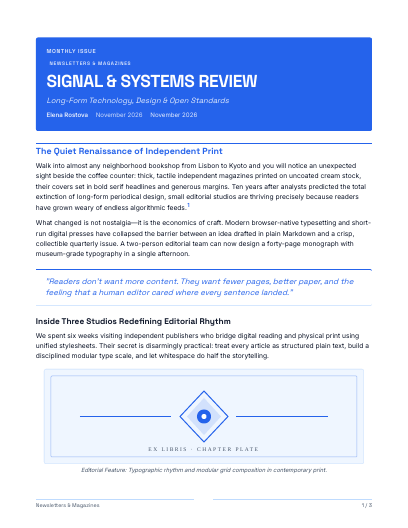 MONTHLY ISSUE
NEWSLETTERS & MAGAZINES
SIGNAL & SYSTEMS REVIEW
Long-Form Technology, Design & Open Standards
Elena Rostova November 2026 November 2026
The Quiet Renaissance of Independent Print
Walk into almost any neighborhood bookshop from Lisbon to Kyoto and you will notice an unexpected
sight beside the coffee counter: thick, tactile independent magazines printed on uncoated cream stock,
their covers set in bold serif headlines and generous margins. Ten years after analysts predicted the total
extinction of long-form periodical design, small editorial studios are thriving precisely because readers
have grown weary of endless algorithmic feeds.1
What changed is not nostalgia—it is the economics of craft. Modern browser-native typesetting and short-
run digital presses have collapsed the barrier between an idea drafted in plain Markdown and a crisp,
collectible quarterly issue. A two-person editorial team can now design a forty-page monograph with
museum-grade typography in a single afternoon.
"Readers don't want more content. They want fewer pages, better paper, and the
feeling that a human editor cared where every sentence landed."
Inside Three Studios Redefining Editorial Rhythm
We spent six weeks visiting independent publishers who bridge digital reading and physical print using
unified stylesheets. Their secret is disarmingly practical: treat every article as structured plain text, build a
disciplined modular type scale, and let whitespace do half the storytelling.
EX LIBRIS · CHAPTER PLATE
Editorial Feature: Typographic rhythm and modular grid composition in contemporary print.
Newsletters & Magazines
1 / 3